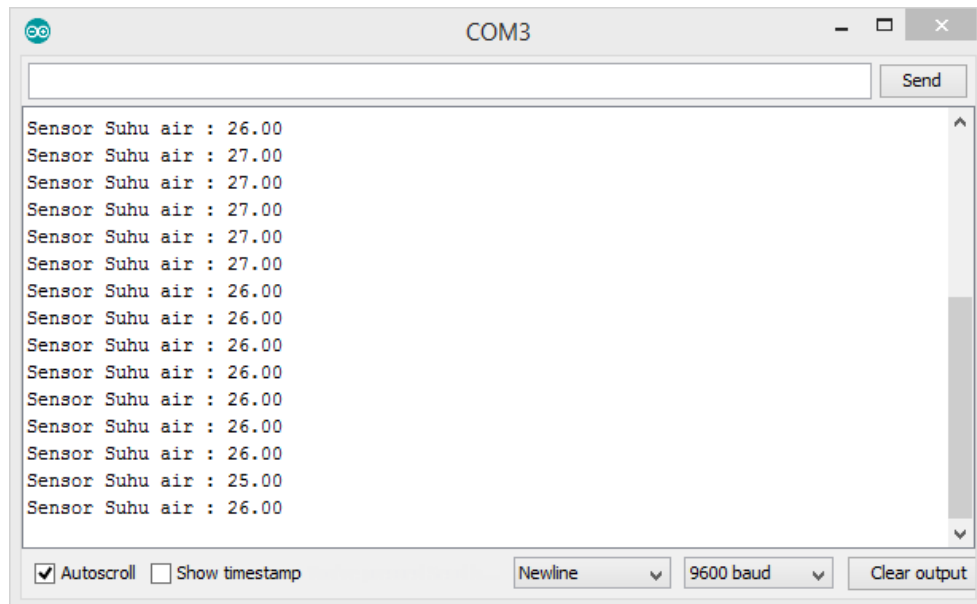 COM3
Send
Sensor Suhu air : 26.00
Sensor Suhu air : 27.00
Sensor Suhu air : 27.00
Sensor Suhu air : 27.00
Sensor Suhu air : 27.00
Sensor Suhu air : 27.00
Sensor Suhu air : 26.00
Sensor Suhu air : 26.00
Sensor Suhu air : 26.00
Sensor Suhu air : 26.00
Sensor Suhu air : 26.00
Sensor Suhu air : 26.00
Sensor Suhu air : 26.00
Sensor Suhu air : 25.00
Sensor Suhu air : 26.00
Autoscroll Show timestamp Newline 9600 baud Clear output